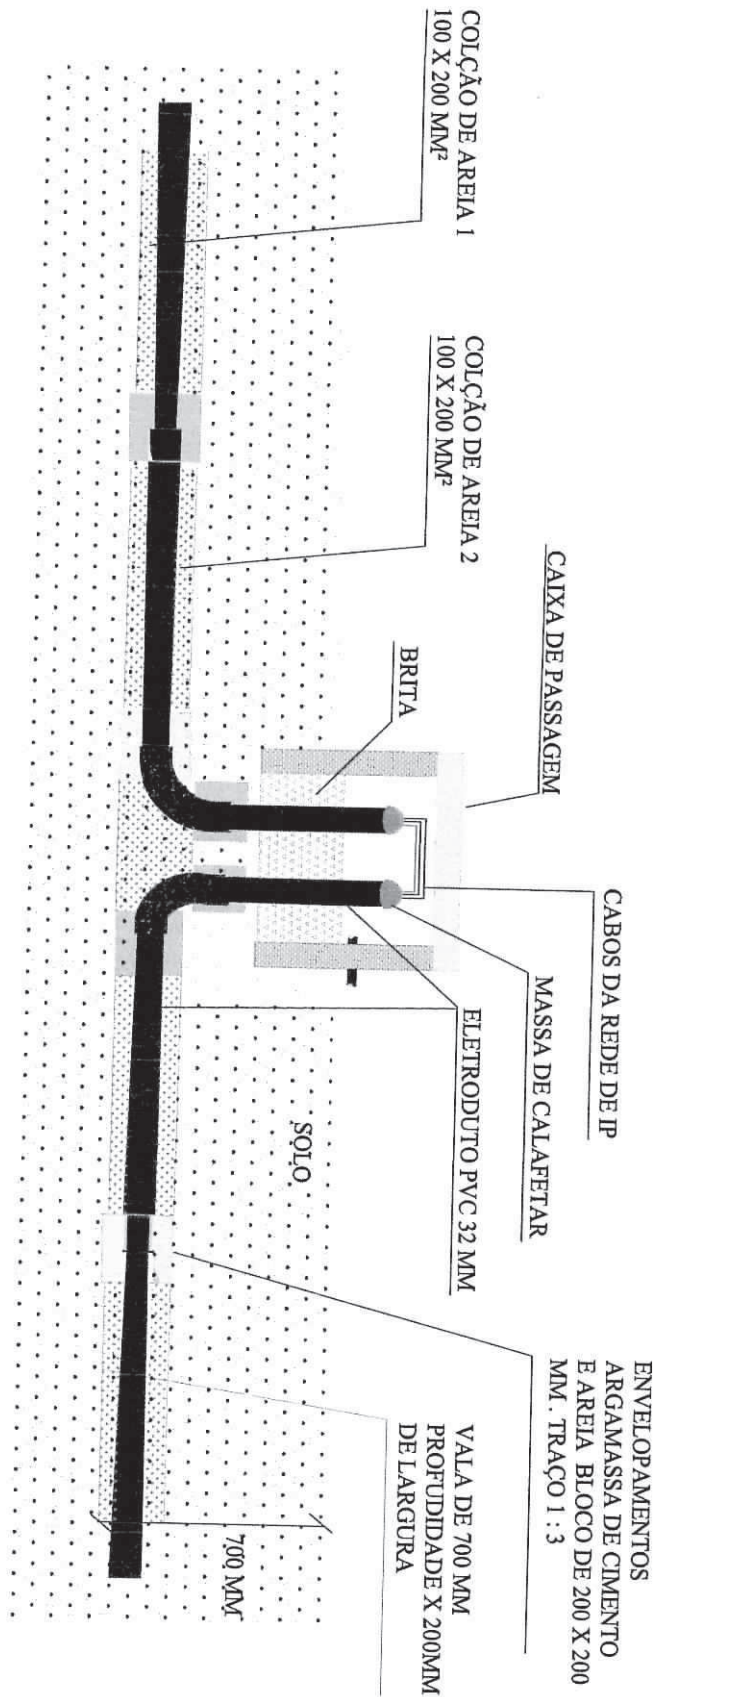 COLÇÃO DE AREIA 1
100 X 200 MM²
COLÇÃO DE AREIA 2
100 X 200 MM²
CAIXA DE PASSAGEM
BRITA
CABOS DA REDE DE IP
MASSA DE CALAFETAR
ELETRODUTO PVC 32 MM
SOLO
ENVELOPAMENTOS
ARGAMASSA DE CIMENTO
E AREIA BLOCO DE 200 X 200
MM . TRAÇO 1 : 3
VALA DE 700 MM
PROFUDIDADE X 200MM
DE LARGURA
700 MM